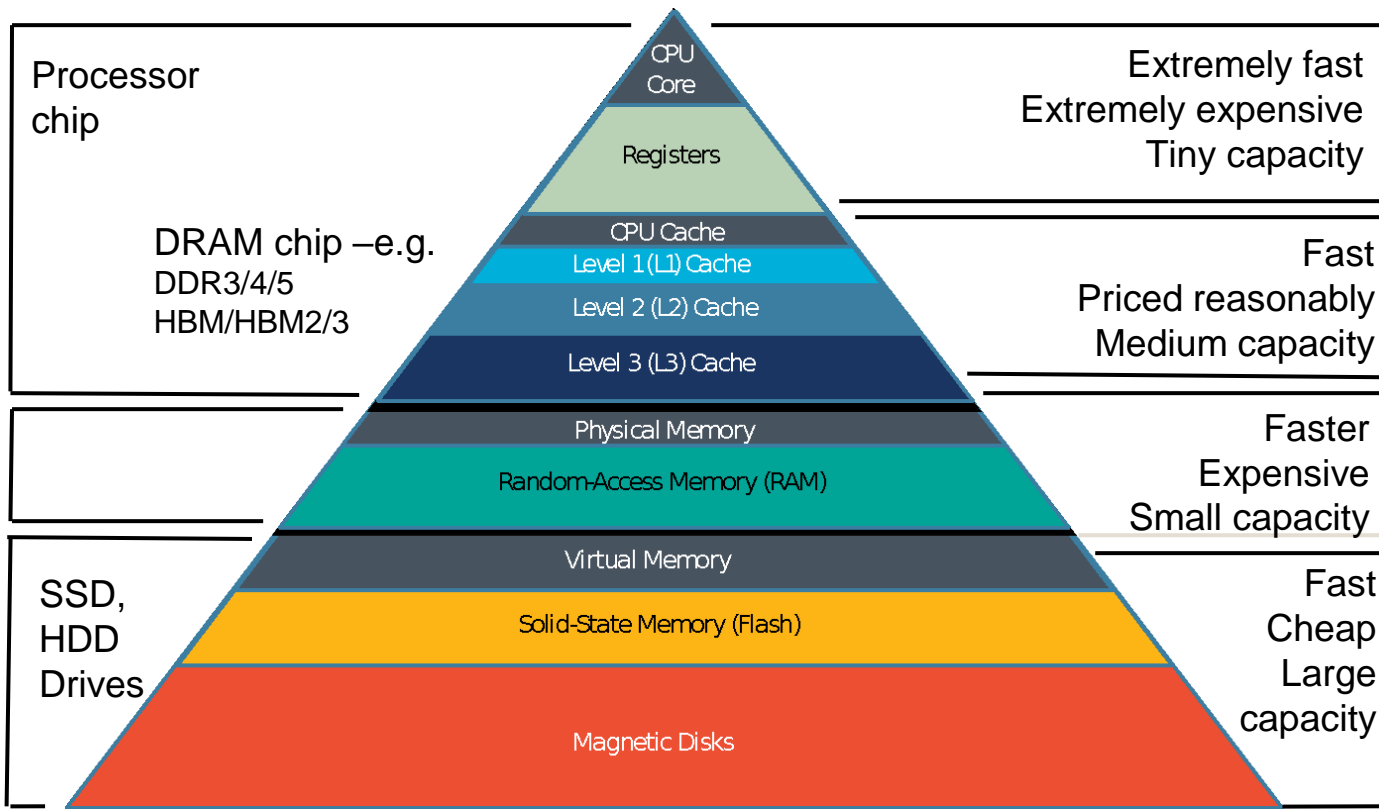 Processor
chip
DRAM chip –e.g.
DDR3/4/5
HBM/HBM2/3
SSD,
HDD
Drives
CPU
Core
Registers
CPU Cache
Level 1 (L1) Cache
Level 2 (L2) Cache
Level 3 (L3) Cache
Physical Memory
Random-Access Memory (RAM)
Virtual Memory
Solid-State Memory (Flash)
Magnetic Disks
Extremely fast
Extremely expensive
Tiny capacity
Fast
Priced reasonably
Medium capacity
Faster
Expensive
Small capacity
Fast
Cheap
Large
capacity